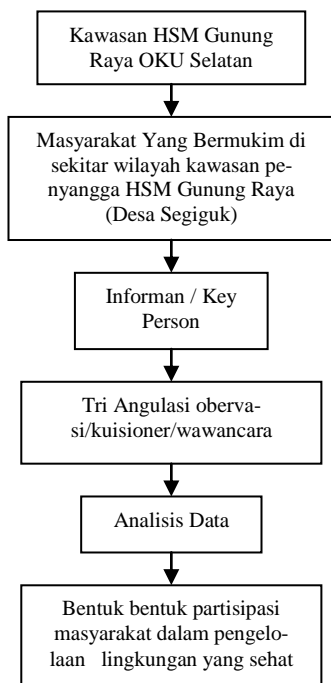 Kawasan HSM Gunung
Raya OKU Selatan
Masyarakat Yang Bermukim di
sekitar wilayah kawasan pe-
nyangga HSM Gunung Raya
(Desa Segiguk)
Informan / Key
Person
Tri Angulasi oberva-
si/kuisioner/wawancara
Analisis Data
Bentuk bentuk partisipasi
masyarakat dalam pengelo-
laan lingkungan yang sehat